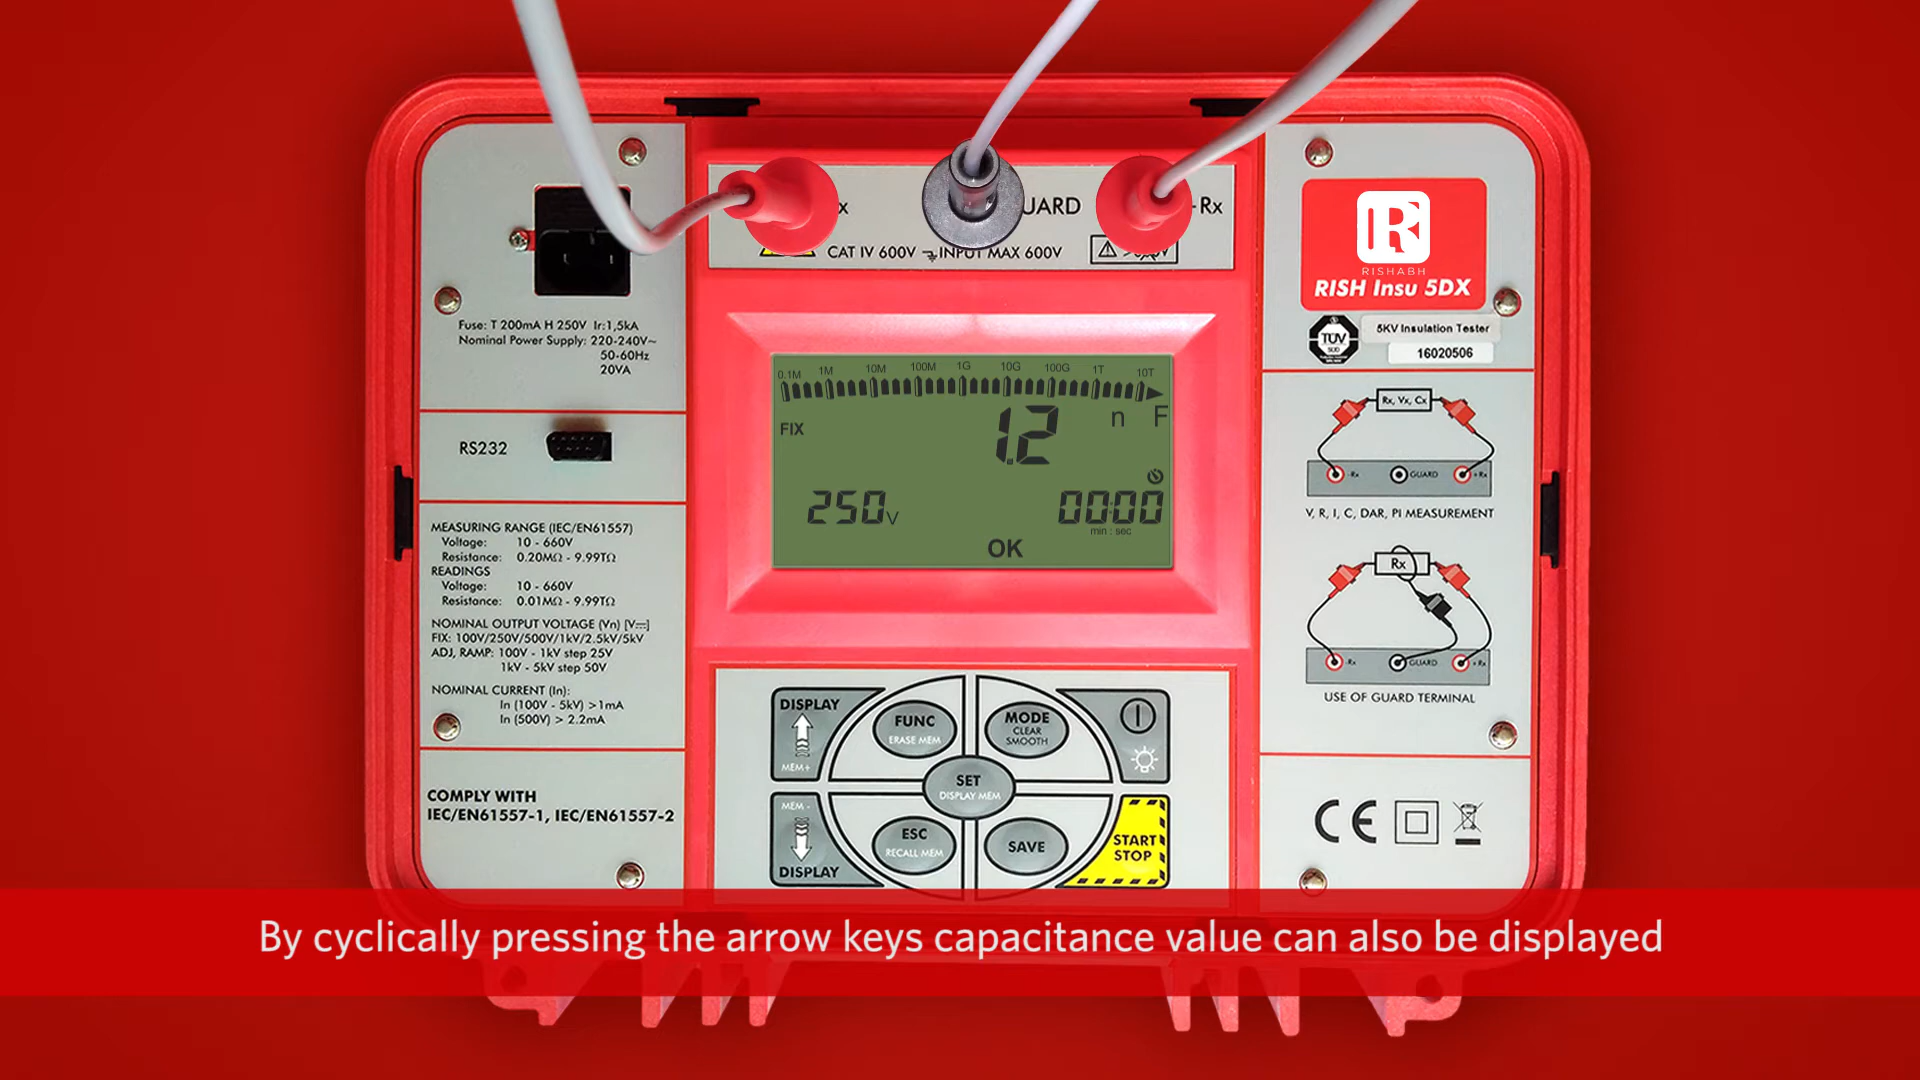 x
UARD
Rx
CAT IV 600V INPUT MAX 600V
Fuse: T 200mA H 250V Ir:1,5kA
Nominal Power Supply: 220-240V~
50-60Hz
20VA
RS232
MEASURING RANGE (IEC/EN61557)
Voltage: 10 - 660V
Resistance: 0.20MΩ - 9.99TΩ
READINGS
Voltage: 10 - 660V
Resistance: 0.01MΩ - 9.99TΩ
NOMINAL OUTPUT VOLTAGE (Vn) [V⎓]
FIX: 100V/250V/500V/1kV/2.5kV/5kV
ADJ, RAMP: 100V - 1kV step 25V
1kV - 5kV step 50V
NOMINAL CURRENT (In):
In (100V - 5kV) >1mA
In (500V) > 2.2mA
COMPLY WITH
IEC/EN61557-1, IEC/EN61557-2
0.1M 1M 10M 100M 1G 10G 100G 1T 10T
FIX 1.2 n F
250V 00:00
min : sec
OK
DISPLAY
MEM+
FUNC
ERASE MEM
MODE
CLEAR
SMOOTH
SET
DISPLAY MEM
MEM -
DISPLAY
ESC
RECALL MEM
SAVE
START
STOP
R
RISHABH
RISH Insu 5DX
TÜV
SÜD
5KV Insulation Tester
16020506
Rx, Vx, Cx
-Rx GUARD +Rx
V, R, I, C, DAR, PI MEASUREMENT
Rx
-Rx GUARD +Rx
USE OF GUARD TERMINAL
CE
By cyclically pressing the arrow keys capacitance value can also be displayed